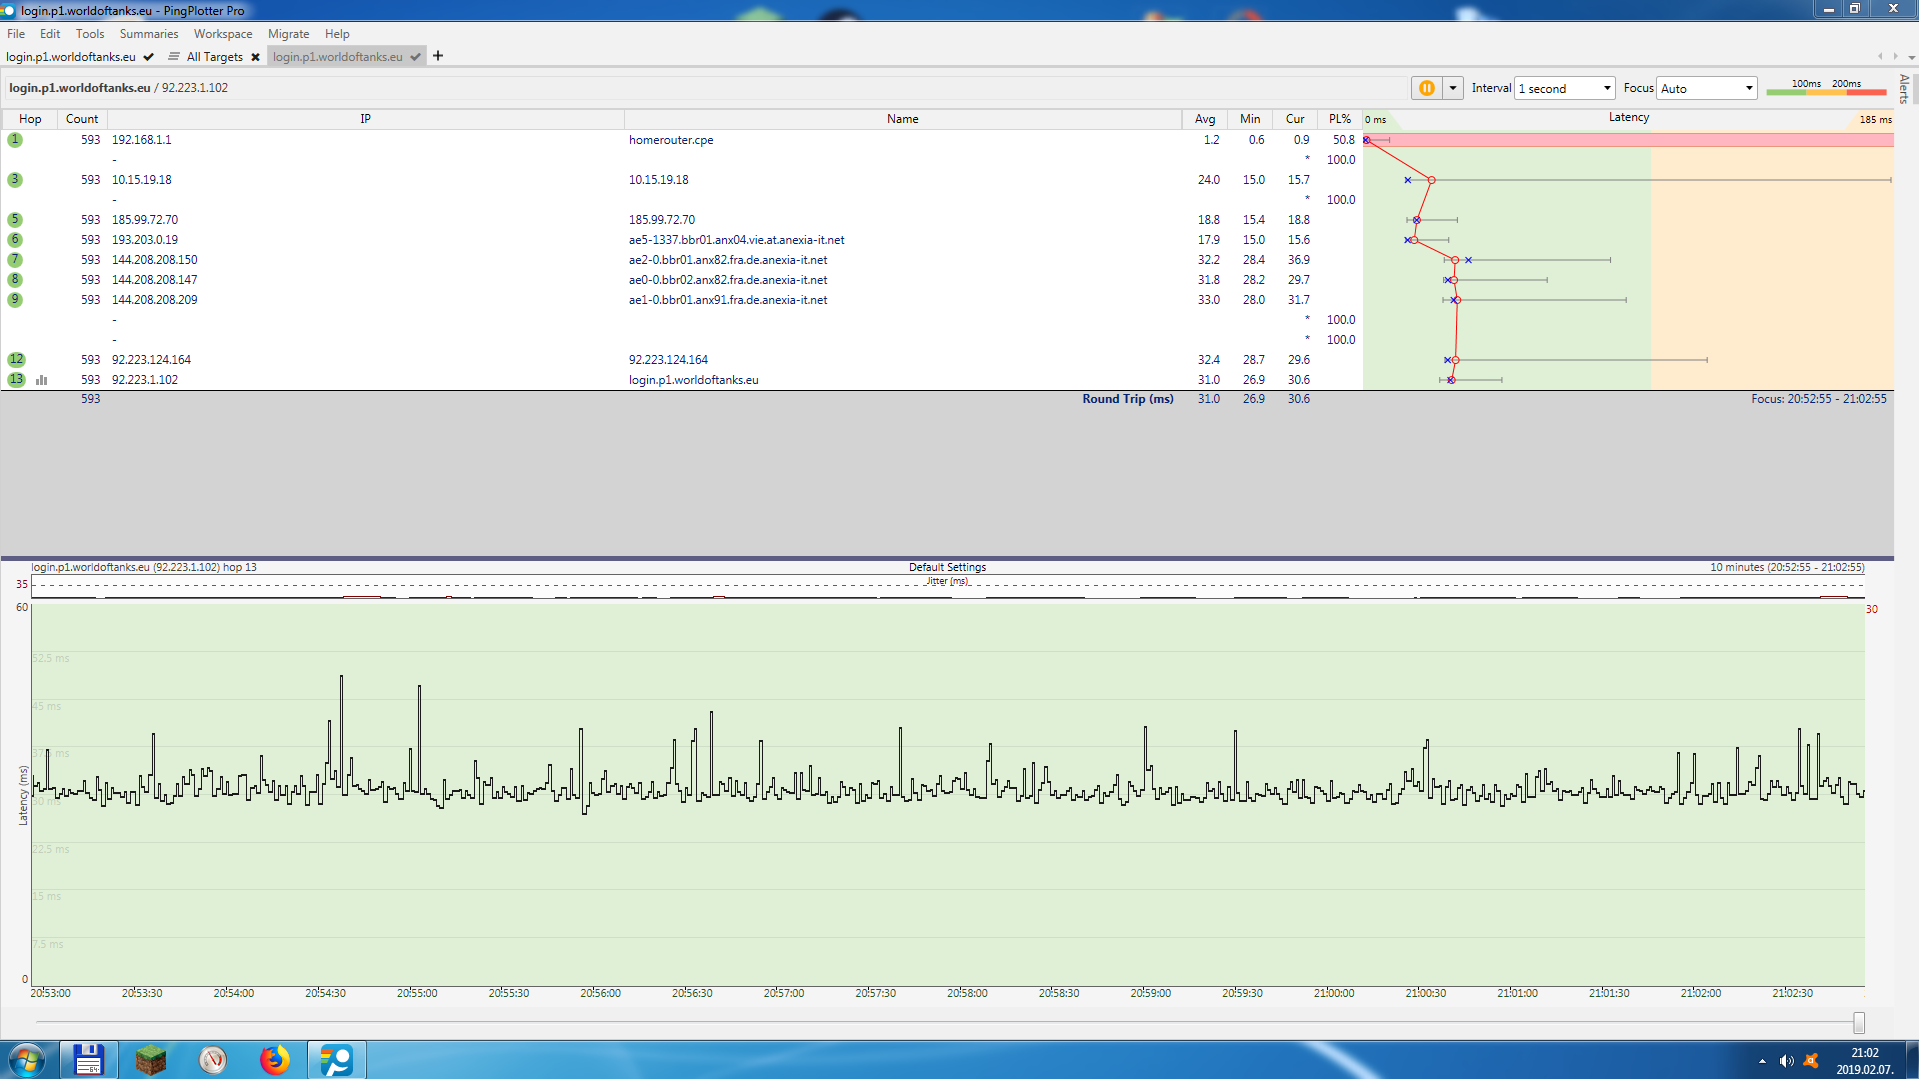 login.p1.worldoftanks.eu - PingPlotter Pro
File Edit Tools Summaries Workspace Migrate Help
login.p1.worldoftanks.eu All Targets login.p1.worldoftanks.eu +
login.p1.worldoftanks.eu / 92.223.1.102 Interval 1 second Focus Auto 100ms 200ms
Alerts
Hop Count IP Name Avg Min Cur PL% 0 ms Latency 185 ms
1 593 192.168.1.1 homerouter.cpe 1.2 0.6 0.9 50.8
- * 100.0
3 593 10.15.19.18 10.15.19.18 24.0 15.0 15.7
- * 100.0
5 593 185.99.72.70 185.99.72.70 18.8 15.4 18.8
6 593 193.203.0.19 ae5-1337.bbr01.anx04.vie.at.anexia-it.net 17.9 15.0 15.6
7 593 144.208.208.150 ae2-0.bbr01.anx82.fra.de.anexia-it.net 32.2 28.4 36.9
8 593 144.208.208.147 ae0-0.bbr02.anx82.fra.de.anexia-it.net 31.8 28.2 29.7
9 593 144.208.208.209 ae1-0.bbr01.anx91.fra.de.anexia-it.net 33.0 28.0 31.7
- * 100.0
- * 100.0
12 593 92.223.124.164 92.223.124.164 32.4 28.7 29.6
13 593 92.223.1.102 login.p1.worldoftanks.eu 31.0 26.9 30.6
593 Round Trip (ms) 31.0 26.9 30.6 Focus: 20:52:55 - 21:02:55
login.p1.worldoftanks.eu (92.223.1.102) hop 13 Default Settings 10 minutes (20:52:55 - 21:02:55)
35 Jitter (ms)
60 30
52.5 ms
45 ms
37.5 ms
30 ms
22.5 ms
15 ms
7.5 ms
0
Latency (ms)
20:53:00 20:53:30 20:54:00 20:54:30 20:55:00 20:55:30 20:56:00 20:56:30 20:57:00 20:57:30 20:58:00 20:58:30 20:59:00 20:59:30 21:00:00 21:00:30 21:01:00 21:01:30 21:02:00 21:02:30
64
21:02
2019.02.07.